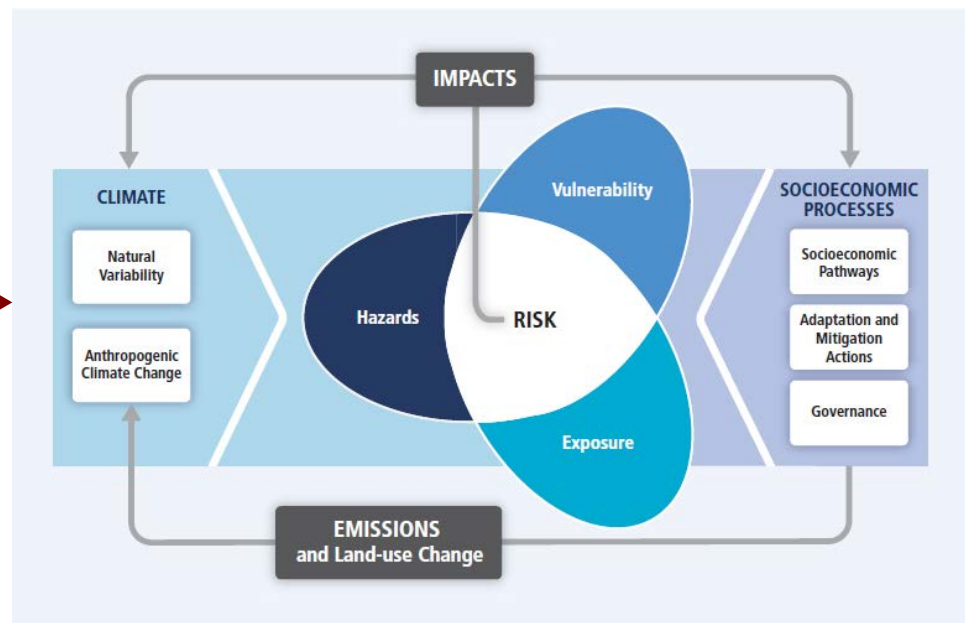 IMPACTS
CLIMATE
Natural
Variability
Anthropogenic
Climate Change
Hazards
Vulnerability
RISK
Exposure
SOCIOECONOMIC
PROCESSES
Socioeconomic
Pathways
Adaptation and
Mitigation
Actions
Governance
EMISSIONS
and Land-use Change